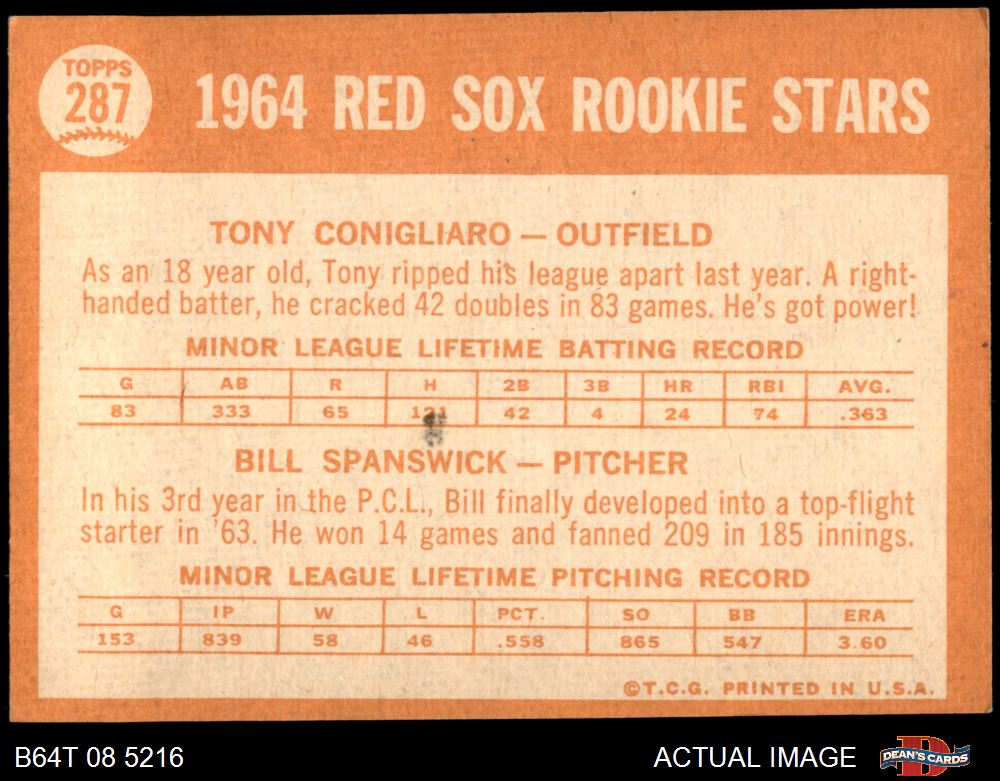 TOPPS
287
1964 RED SOX ROOKIE STARS
TONY CONIGLIARO — OUTFIELD
As an 18 year old, Tony ripped his league apart last year. A right-
handed batter, he cracked 42 doubles in 83 games. He's got power!
MINOR LEAGUE LIFETIME BATTING RECORD
G AB R H 2B 3B HR RBI AVG.
83 333 65 121 42 4 24 74 .363
BILL SPANSWICK — PITCHER
In his 3rd year in the P.C.L., Bill finally developed into a top-flight
starter in '63. He won 14 games and fanned 209 in 185 innings.
MINOR LEAGUE LIFETIME PITCHING RECORD
G IP W L PCT. SO BB ERA
153 839 58 46 .558 865 547 3.60
©T.C.G. PRINTED IN U.S.A.
B64T 08 5216
ACTUAL IMAGE
DEAN'S CARDS